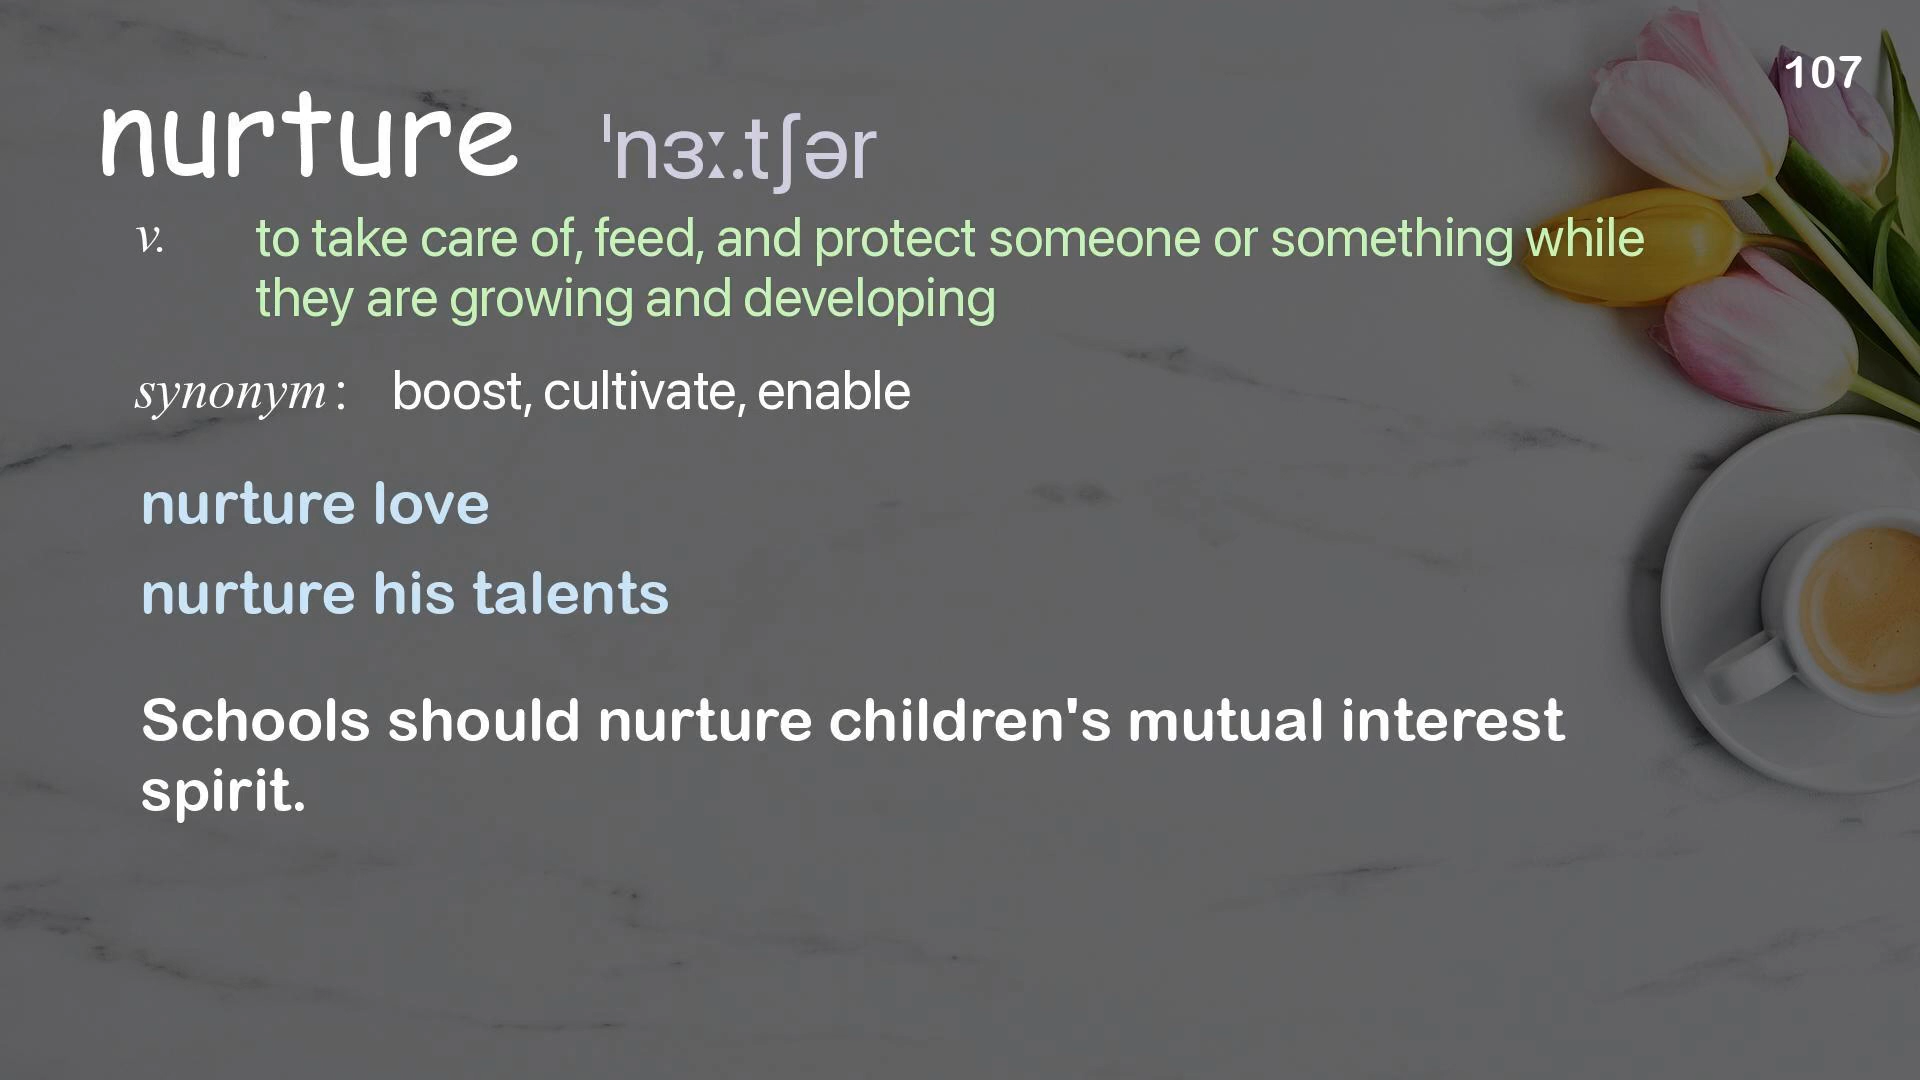 107
nurture ˈnɜː.tʃər
v. to take care of, feed, and protect someone or something while
they are growing and developing
synonym: boost, cultivate, enable
nurture love
nurture his talents
Schools should nurture children's mutual interest
spirit.